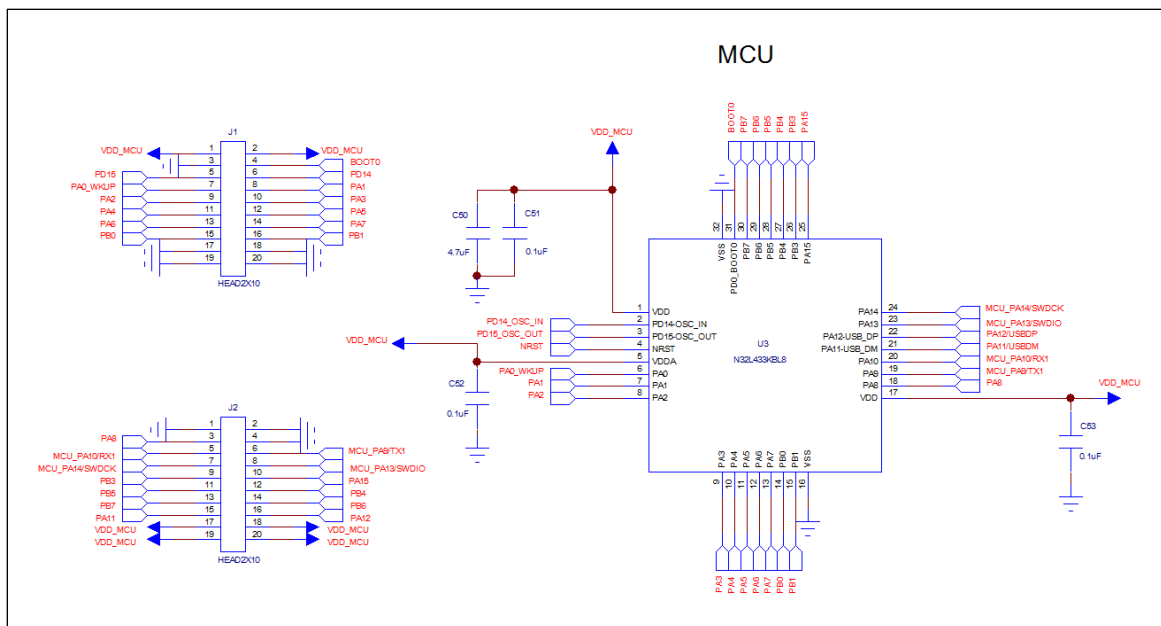 MCU
J1
VDD_MCU 1 2 VDD_MCU
3 4 BOOT0
PD15 5 6 PD14
PA0_WKUP 7 8 PA1
PA2 9 10 PA3
PA4 11 12 PA5
PA6 13 14 PA7
PB0 15 16 PB1
17 18
19 20
HEAD2X10
VDD_MCU
C50
4.7uF
C51
0.1uF
BOOT0 PB7 PB6 PB5 PB4 PB3 PA15
32 31 30 29 28 27 26 25
VSS PD0_BOOT0 PB7 PB6 PB5 PB4 PB3 PA15
1 VDD
PD14_OSC_IN 2 PD14-OSC_IN
PD15_OSC_OUT 3 PD15-OSC_OUT
NRST 4 NRST
VDD_MCU
5 VDDA
PA0_WKUP 6 PA0
PA1 7 PA1
PA2 8 PA2
C52
0.1uF
U3
N32L433KBL8
PA14 24 MCU_PA14/SWDCK
PA13 23 MCU_PA13/SWDIO
PA12-USB_DP 22 PA12/USBDP
PA11-USB_DM 21 PA11/USBDM
PA10 20 MCU_PA10/RX1
PA9 19 MCU_PA9/TX1
PA8 18 PA8
VDD 17
VDD_MCU
C53
0.1uF
PA3 PA4 PA5 PA6 PA7 PB0 PB1 VSS
9 10 11 12 13 14 15 16
PA3 PA4 PA5 PA6 PA7 PB0 PB1
J2
1 2
PA8 3 4
MCU_PA10/RX1 5 6 MCU_PA9/TX1
MCU_PA14/SWDCK 7 8 MCU_PA13/SWDIO
PB3 9 10 PA15
PB5 11 12 PB4
PB7 13 14 PB6
PA11 15 16 PA12
VDD_MCU 17 18 VDD_MCU
VDD_MCU 19 20 VDD_MCU
HEAD2X10